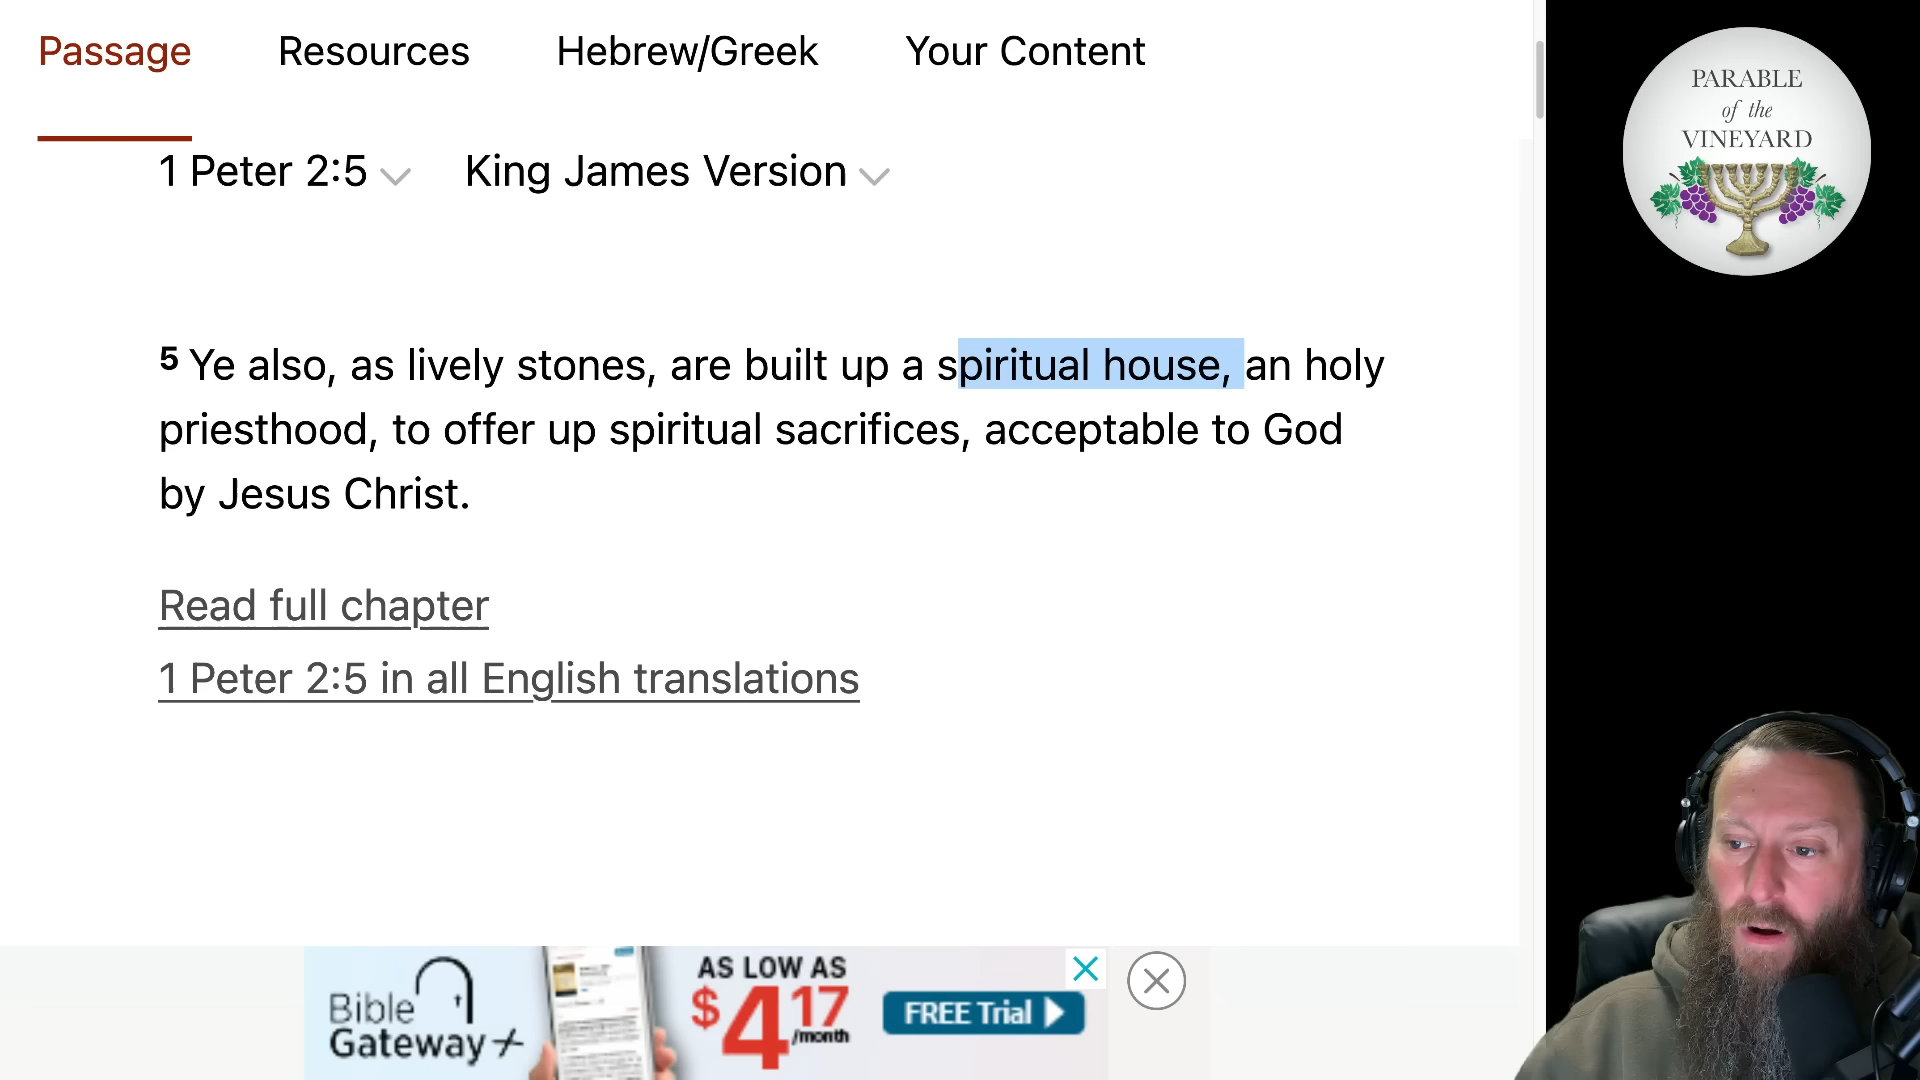 Passage
Resources
Hebrew/Greek
Your Content
1 Peter 2:5
King James Version
5 Ye also, as lively stones, are built up a spiritual house, an holy
priesthood, to offer up spiritual sacrifices, acceptable to God
by Jesus Christ.
Read full chapter
1 Peter 2:5 in all English translations
Bible
Gateway+
AS LOW AS
$4 17
/month
FREE Trial
PARABLE
of the
VINEYARD